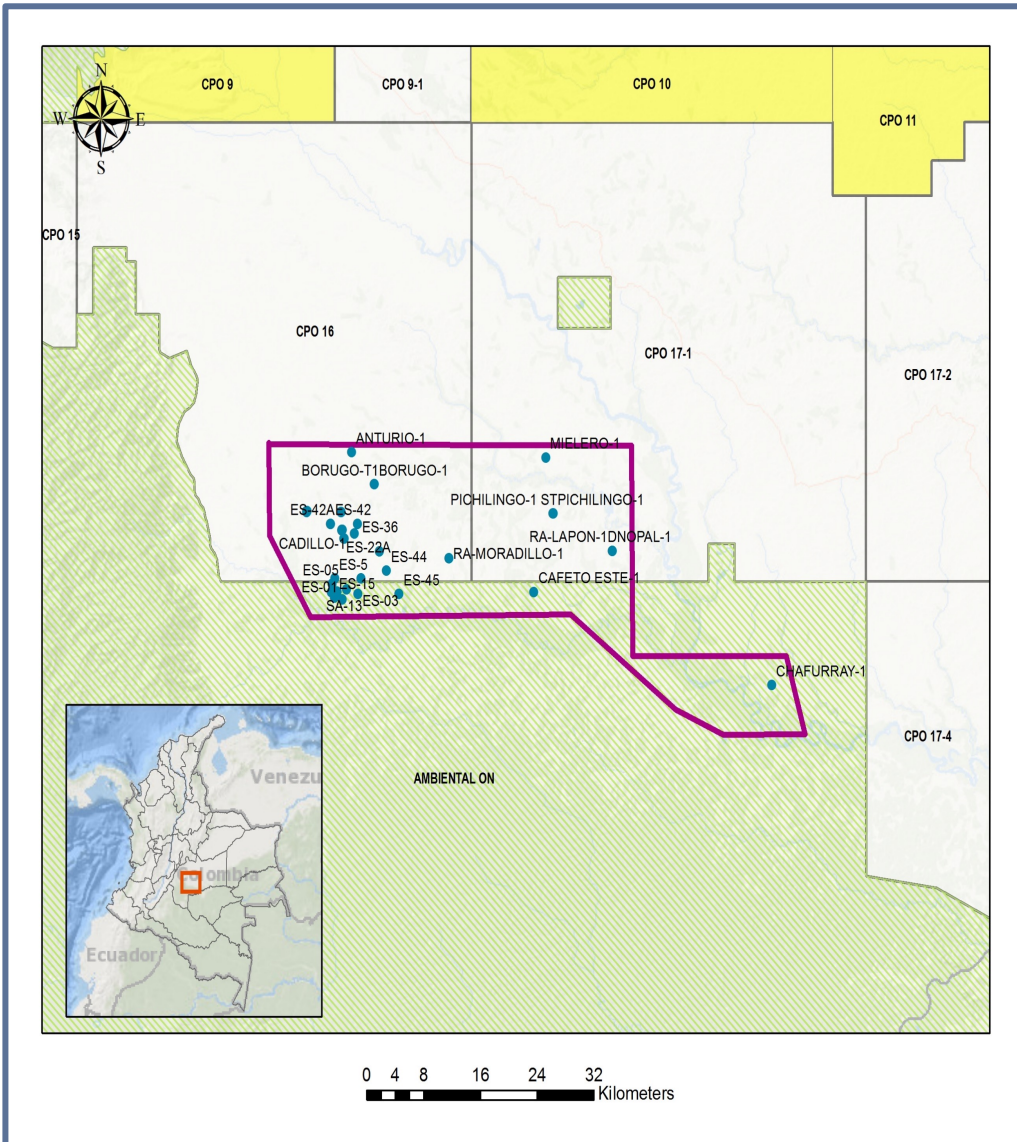 CPO 9
CPO 9-1
CPO 10
CPO 11
N
W
E
S
CPO 15
CPO 16
CPO 17-1
CPO 17-2
ANTURIO-1
MIELERO-1
BORUGO-T1BORUGO-1
PICHILINGO-1 STPICHILINGO-1
ES-42AES-42
ES-36
RA-LAPON-1DNOPAL-1
CADILLO-1
ES-22A
ES-44
RA-MORADILLO-1
ES-05
ES-5
ES-01
ES-15
ES-45
CAFETO ESTE-1
SA-13
ES-03
CHAFURRAY-1
CPO 17-4
AMBIENTAL ON
Venezu
Colombia
Ecuador
0 4 8 16 24 32
Kilometers